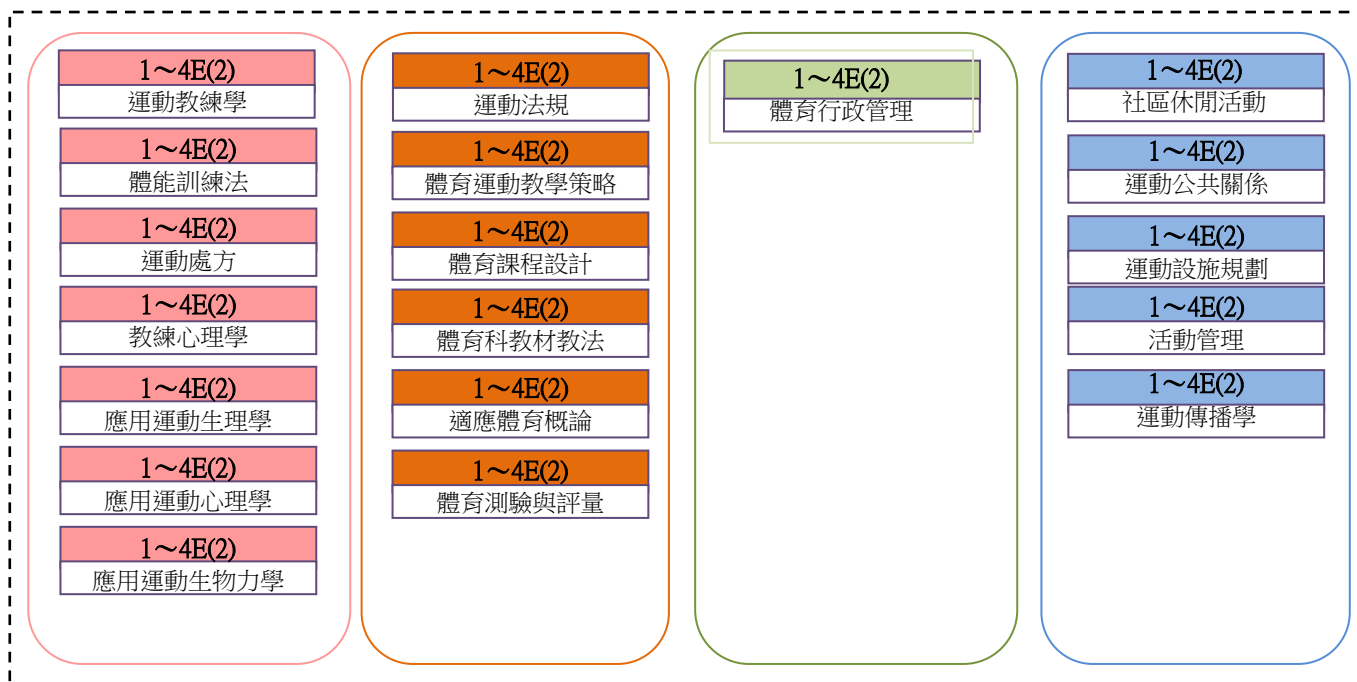 1～4E(2)
運動教練學
1～4E(2)
體能訓練法
1～4E(2)
運動處方
1～4E(2)
教練心理學
1～4E(2)
應用運動生理學
1～4E(2)
應用運動心理學
1～4E(2)
應用運動生物力學
1～4E(2)
運動法規
1～4E(2)
體育運動教學策略
1～4E(2)
體育課程設計
1～4E(2)
體育科教材教法
1～4E(2)
適應體育概論
1～4E(2)
體育測驗與評量
1～4E(2)
體育行政管理
1～4E(2)
社區休閒活動
1～4E(2)
運動公共關係
1～4E(2)
運動設施規劃
1～4E(2)
活動管理
1～4E(2)
運動傳播學